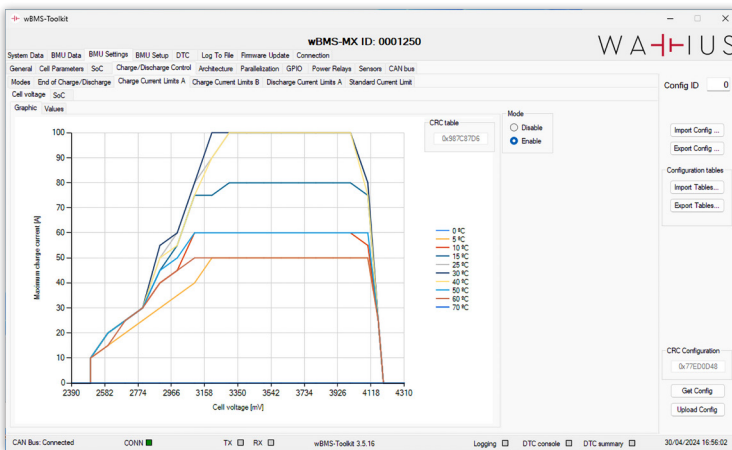 wBMS-Toolkit
wBMS-MX ID: 0001250
WATTIUS
System Data BMU Data BMU Settings BMU Setup DTC Log To File Firmware Update Connection
General Cell Parameters SoC Charge/Discharge Control Architecture Parallelization GPIO Power Relays Sensors CAN bus
Modes End of Charge/Discharge Charge Current Limits A Charge Current Limits B Discharge Current Limits A Standard Current Limit
Config ID 0
Cell voltage SoC
Graphic Values
CRC table
0x987C87D6
Mode
Disable
Enable
Import Config ...
Export Config ...
Configuration tables
Import Tables...
Export Tables...
Maximum charge current [A]
100
90
80
70
60
50
40
30
20
10
0
2390 2582 2774 2966 3158 3350 3542 3734 3926 4118 4310
Cell voltage [mV]
0 ºC
5 ºC
10 ºC
15 ºC
25 ºC
30 ºC
40 ºC
50 ºC
60 ºC
70 ºC
CRC Configuration
0x77ED0D48
Get Config
Upload Config
CAN Bus: Connected CONN TX RX wBMS-Toolkit 3.5.16 Logging DTC console DTC summary 30/04/2024 16:56:02